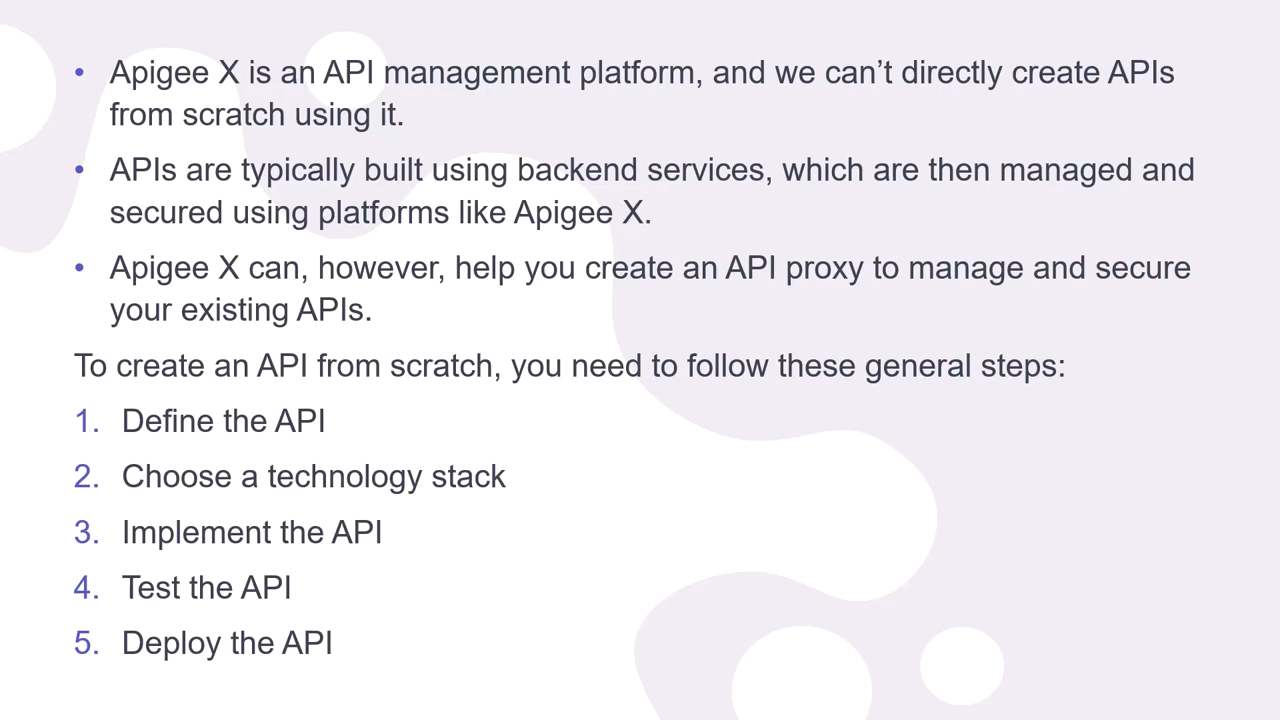 • Apigee X is an API management platform, and we can’t directly create APIs
from scratch using it.
• APIs are typically built using backend services, which are then managed and
secured using platforms like Apigee X.
• Apigee X can, however, help you create an API proxy to manage and secure
your existing APIs.
To create an API from scratch, you need to follow these general steps:
1. Define the API
2. Choose a technology stack
3. Implement the API
4. Test the API
5. Deploy the API